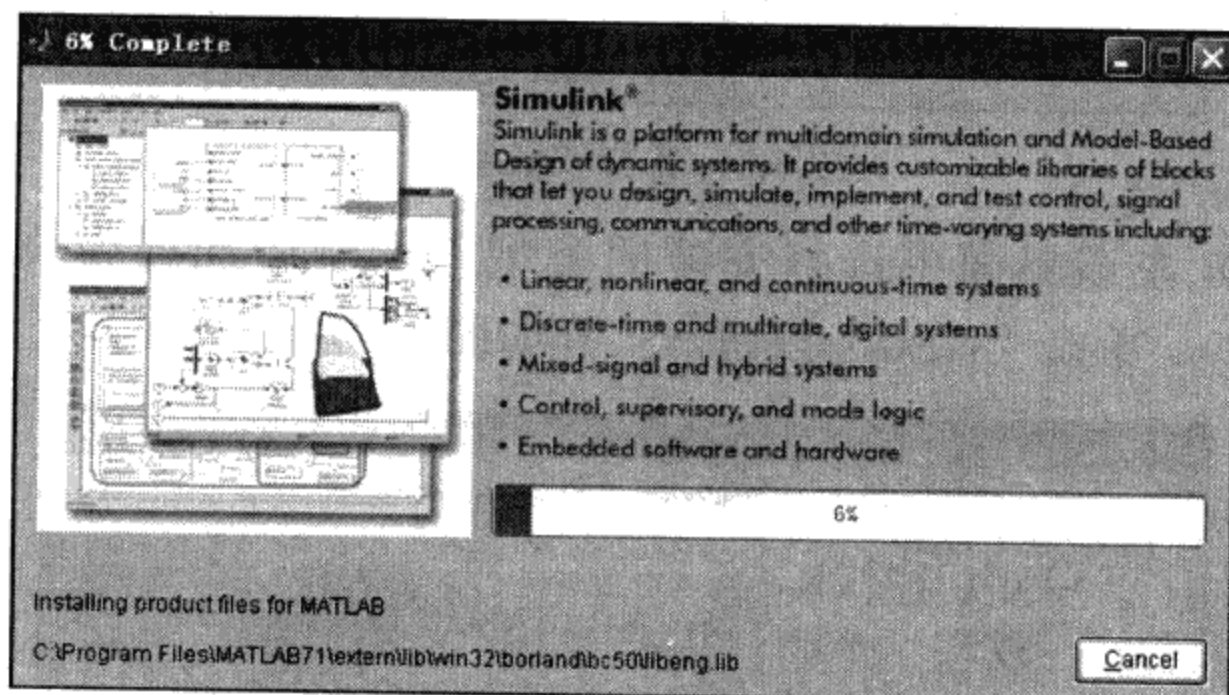 6% Complete
Simulink®
Simulink is a platform for multidomain simulation and Model-Based
Design of dynamic systems. It provides customizable libraries of blocks
that let you design, simulate, implement, and test control, signal
processing, communications, and other time-varying systems including:
• Linear, nonlinear, and continuous-time systems
• Discrete-time and multirate, digital systems
• Mixed-signal and hybrid systems
• Control, supervisory, and mode logic
• Embedded software and hardware
6%
Installing product files for MATLAB
C:\Program Files\MATLAB71\extern\lib\win32\borland\bc50\libeng.lib
Cancel